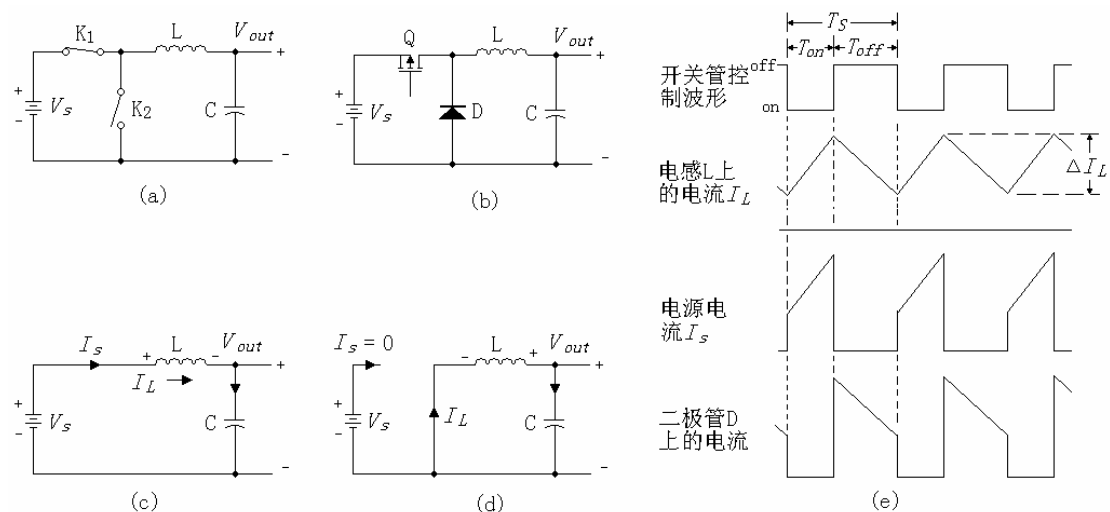 K1
L
Vout
+
+
-
Vs
K2
C
-
(a)
Q
L
Vout
+
+
-
Vs
D
C
-
(b)
Is
+
L
-
Vout
+
IL
+
-
Vs
C
-
(c)
Is = 0
-
L
+
Vout
+
+
-
Vs
IL
C
-
(d)
TS
Ton
Toff
开关管控
制波形
off
on
电感L上
的电流IL
△IL
电源电
流Is
二极管D
上的电流
(e)